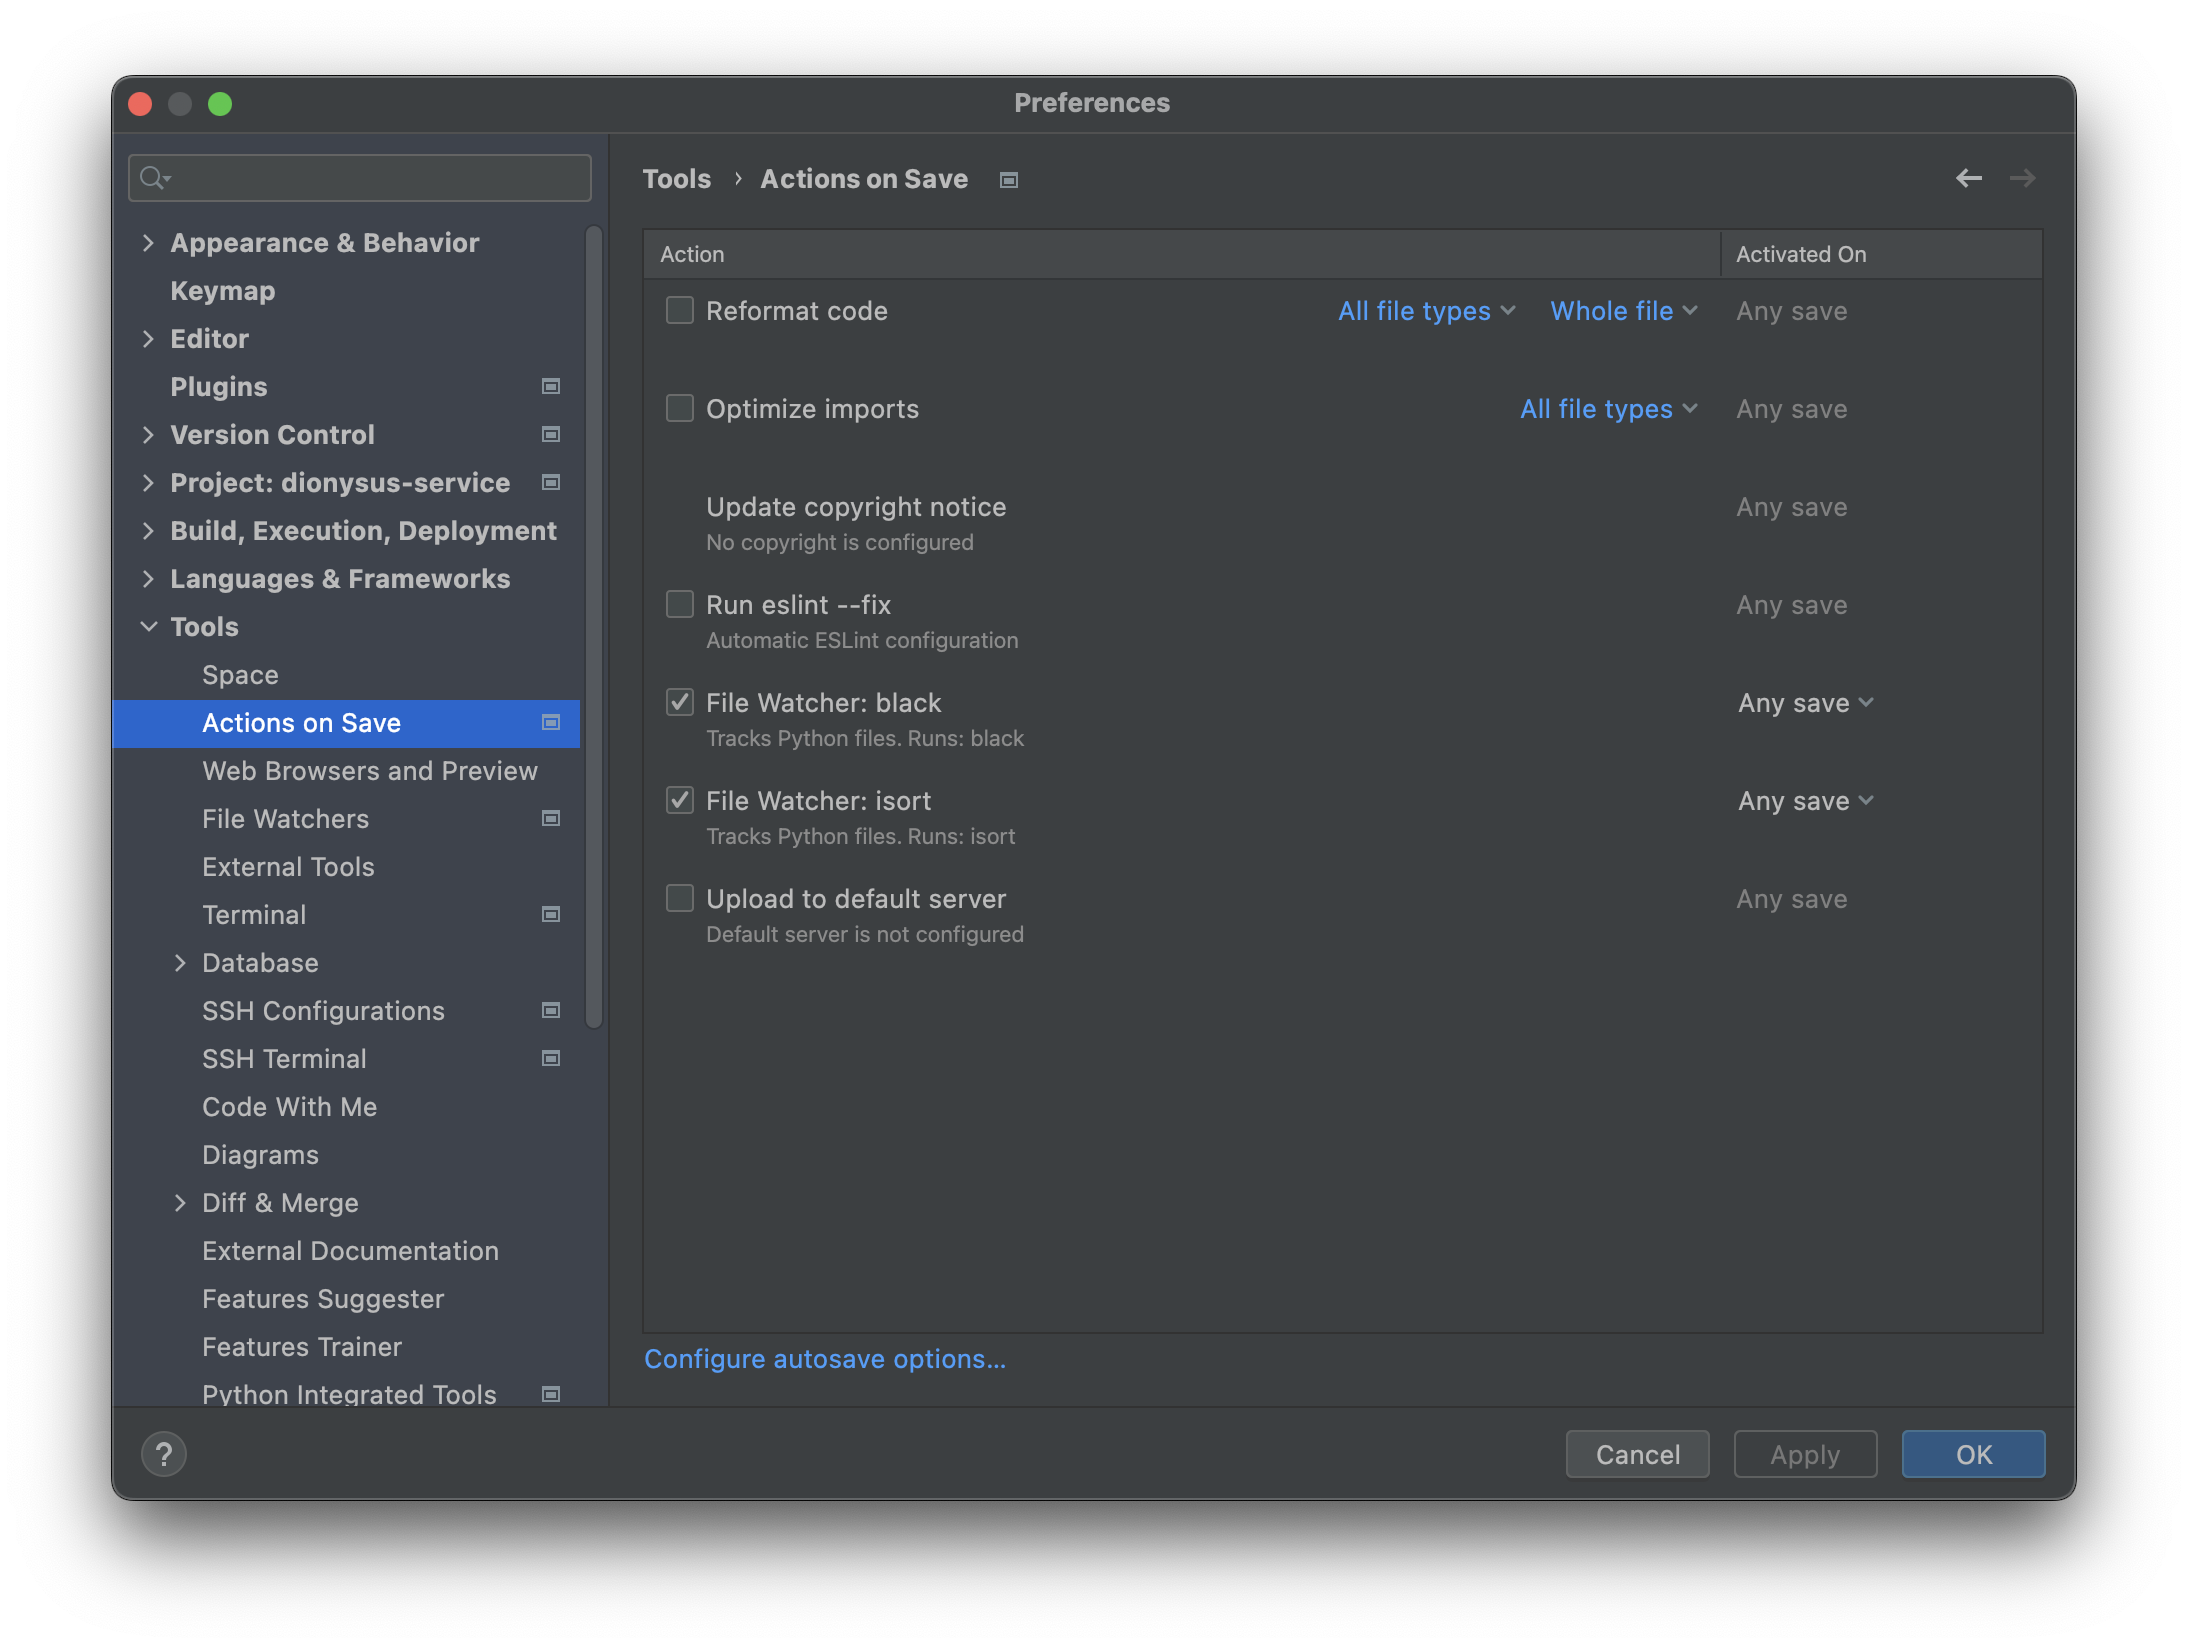 Preferences
Appearance & Behavior
Keymap
Editor
Plugins
Version Control
Project: dionysus-service
Build, Execution, Deployment
Languages & Frameworks
Tools
Space
Actions on Save
Web Browsers and Preview
File Watchers
External Tools
Terminal
Database
SSH Configurations
SSH Terminal
Code With Me
Diagrams
Diff & Merge
External Documentation
Features Suggester
Features Trainer
Python Integrated Tools
Tools › Actions on Save
Action Activated On
Reformat code All file types Whole file Any save
Optimize imports All file types Any save
Update copyright notice Any save
No copyright is configured
Run eslint --fix Any save
Automatic ESLint configuration
File Watcher: black Any save
Tracks Python files. Runs: black
File Watcher: isort Any save
Tracks Python files. Runs: isort
Upload to default server Any save
Default server is not configured
Configure autosave options...
? Cancel Apply OK